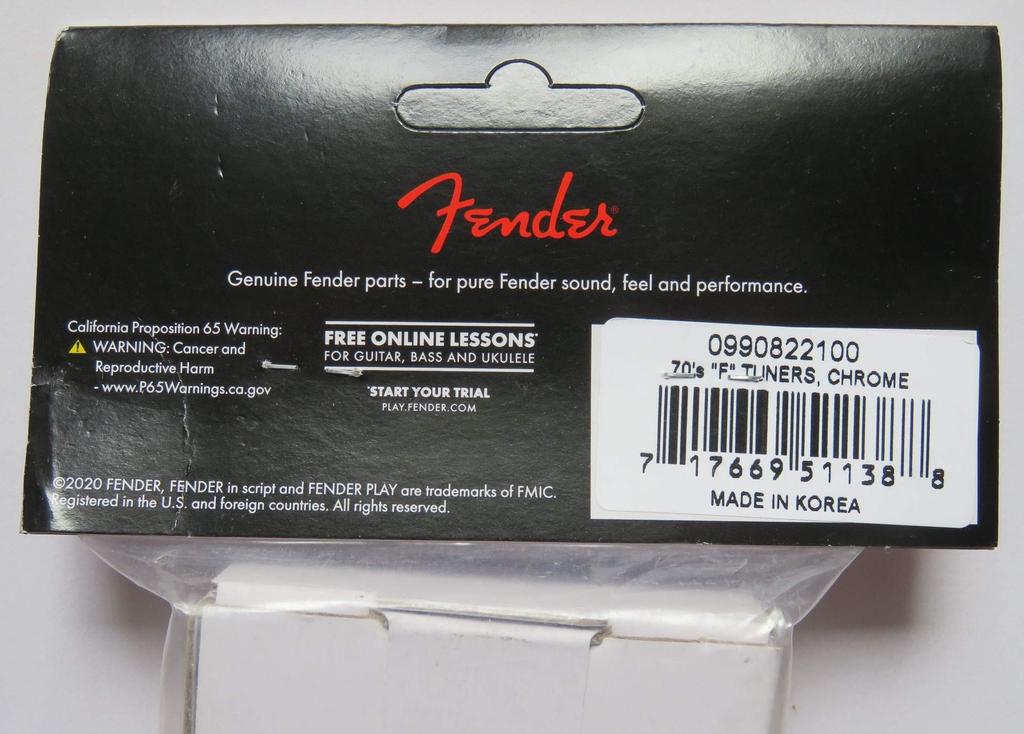 Fender®
Genuine Fender parts – for pure Fender sound, feel and performance.
California Proposition 65 Warning:
WARNING: Cancer and
Reproductive Harm
- www.P65Warnings.ca.gov
FREE ONLINE LESSONS*
FOR GUITAR, BASS AND UKULELE
*START YOUR TRIAL
PLAY.FENDER.COM
©2020 FENDER, FENDER in script and FENDER PLAY are trademarks of FMIC.
Registered in the U.S. and foreign countries. All rights reserved.
0990822100
70's "F" TUNERS, CHROME
7 17669 51138 8
MADE IN KOREA